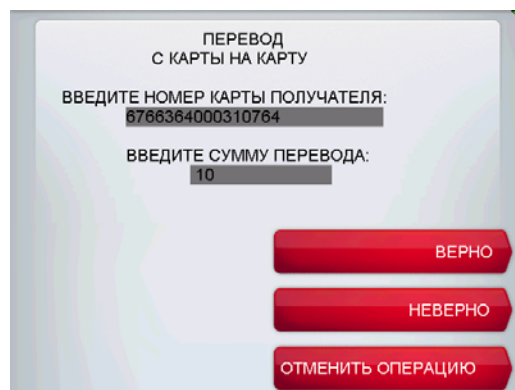 ПЕРЕВОД
С КАРТЫ НА КАРТУ
ВВЕДИТЕ НОМЕР КАРТЫ ПОЛУЧАТЕЛЯ:
6766364000310764
ВВЕДИТЕ СУММУ ПЕРЕВОДА:
10
ВЕРНО
НЕВЕРНО
ОТМЕНИТЬ ОПЕРАЦИЮ